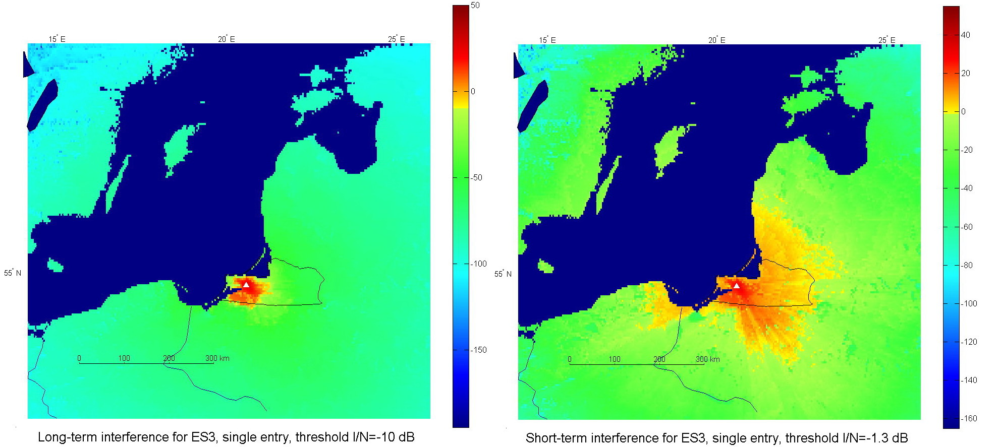 15° E 20° E 25° E
55° N
0 100 200 300 km
50
0
-50
-100
-150
Long-term interference for ES3, single entry, threshold I/N=-10 dB
15° E 20° E 25° E
55° N
0 100 200 300 km
40
20
0
-20
-40
-60
-80
-100
-120
-140
-160
Short-term interference for ES3, single entry, threshold I/N=-1.3 dB